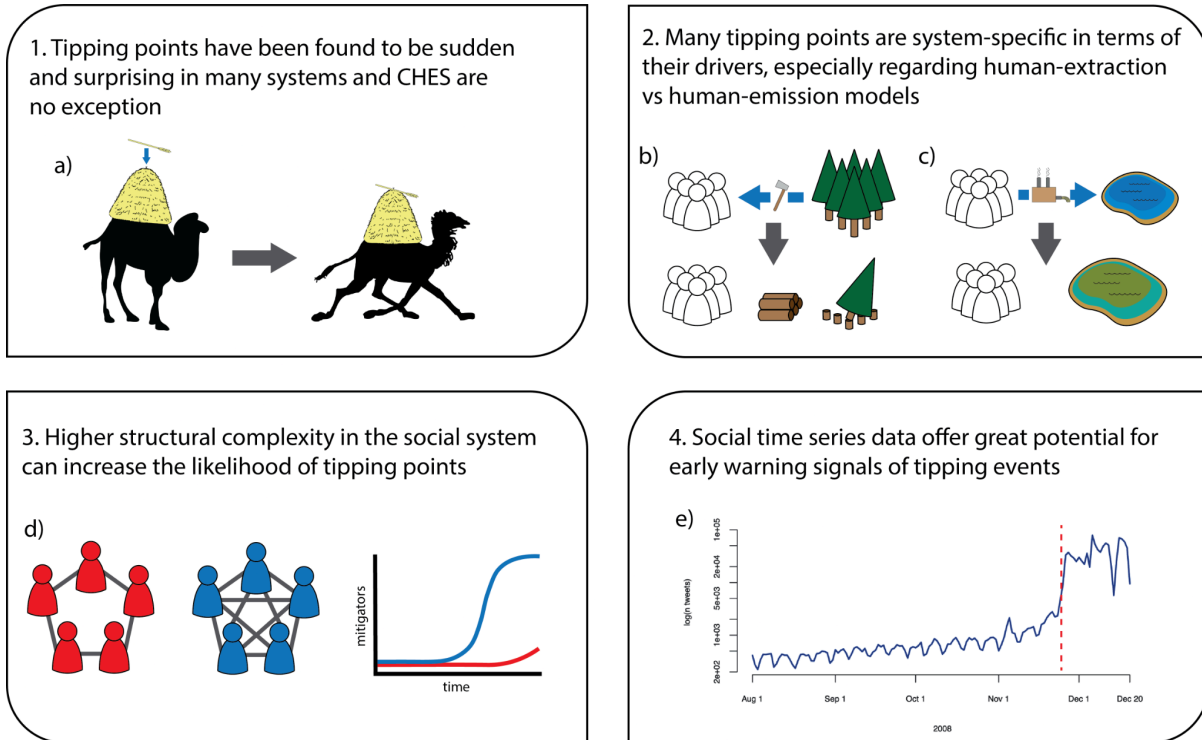 1. Tipping points have been found to be sudden
and surprising in many systems and CHES are
no exception
a)
2. Many tipping points are system-specific in terms of
their drivers, especially regarding human-extraction
vs human-emission models
b)
c)
3. Higher structural complexity in the social system
can increase the likelihood of tipping points
d)
mitigators
time
4. Social time series data offer great potential for
early warning signals of tipping events
e)
log(n tweets)
1e+05
2e+04
5e+03
1e+03
2e+02
Aug 1
Sep 1
Oct 1
Nov 1
Dec 1
Dec 20
2008